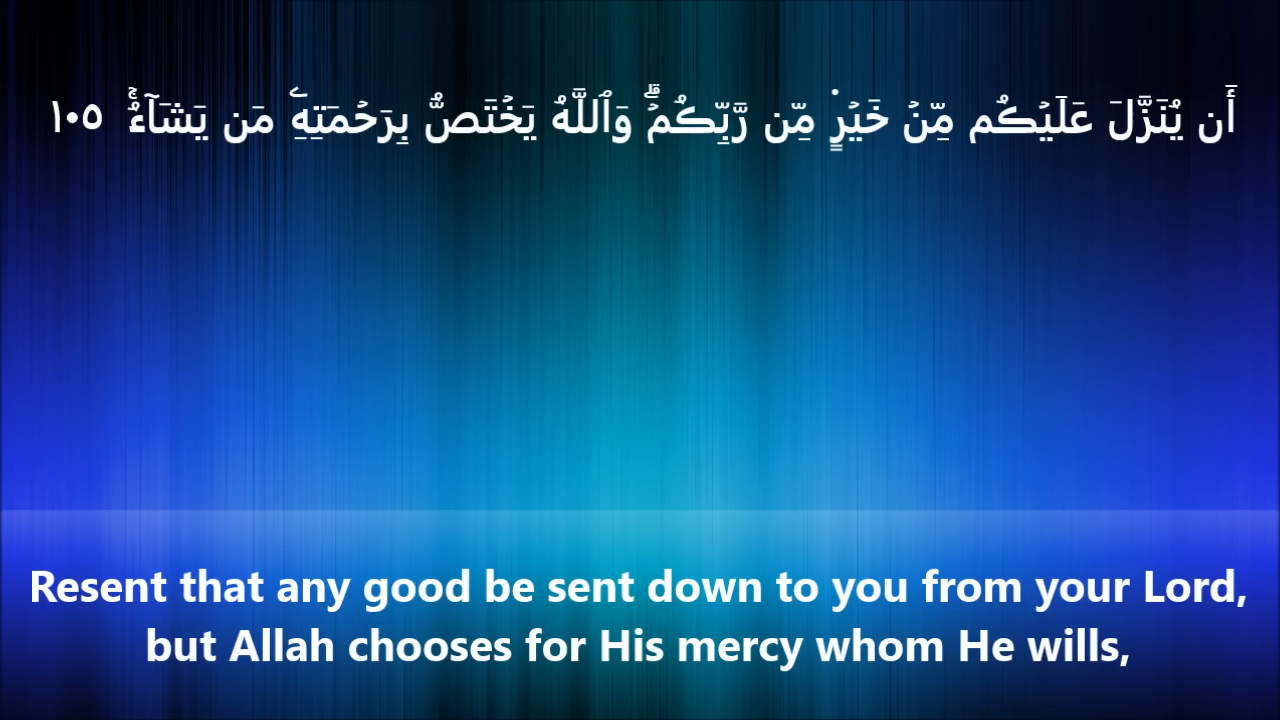 أَن يُنَزَّلَ عَلَيۡكُم مِّنۡ خَيۡرٖ مِّن رَّبِّكُمۡۗ وَٱللَّهُ يَخۡتَصُّ بِرَحۡمَتِهِۦ مَن يَشَآءُۚ ١٠٥
Resent that any good be sent down to you from your Lord,
but Allah chooses for His mercy whom He wills,